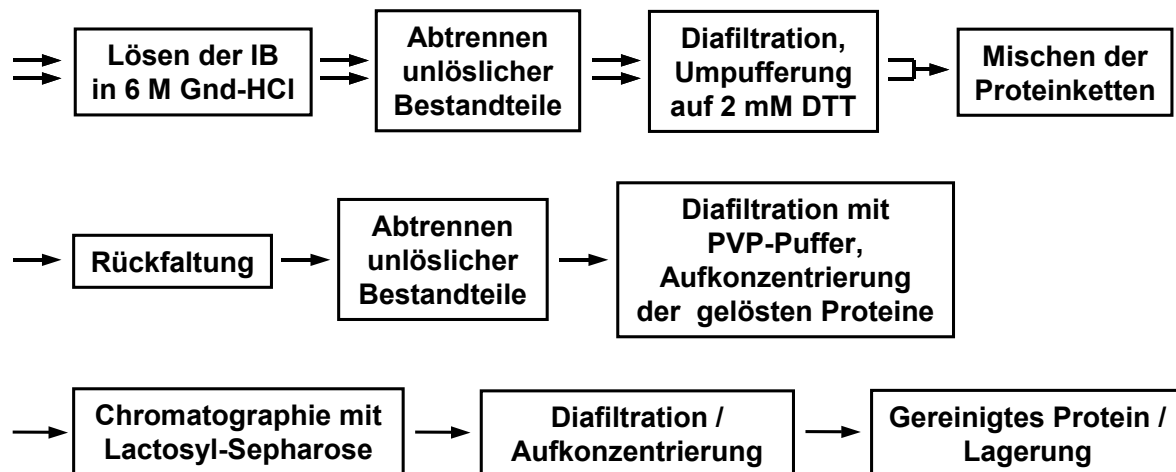 Lösen der IB
in 6 M Gnd-HCl
Abtrennen
unlöslicher
Bestandteile
Diafiltration,
Umpufferung
auf 2 mM DTT
Mischen der
Proteinketten
Rückfaltung
Abtrennen
unlöslicher
Bestandteile
Diafiltration mit
PVP-Puffer,
Aufkonzentrierung
der gelösten Proteine
Chromatographie mit
Lactosyl-Sepharose
Diafiltration /
Aufkonzentrierung
Gereinigtes Protein /
Lagerung